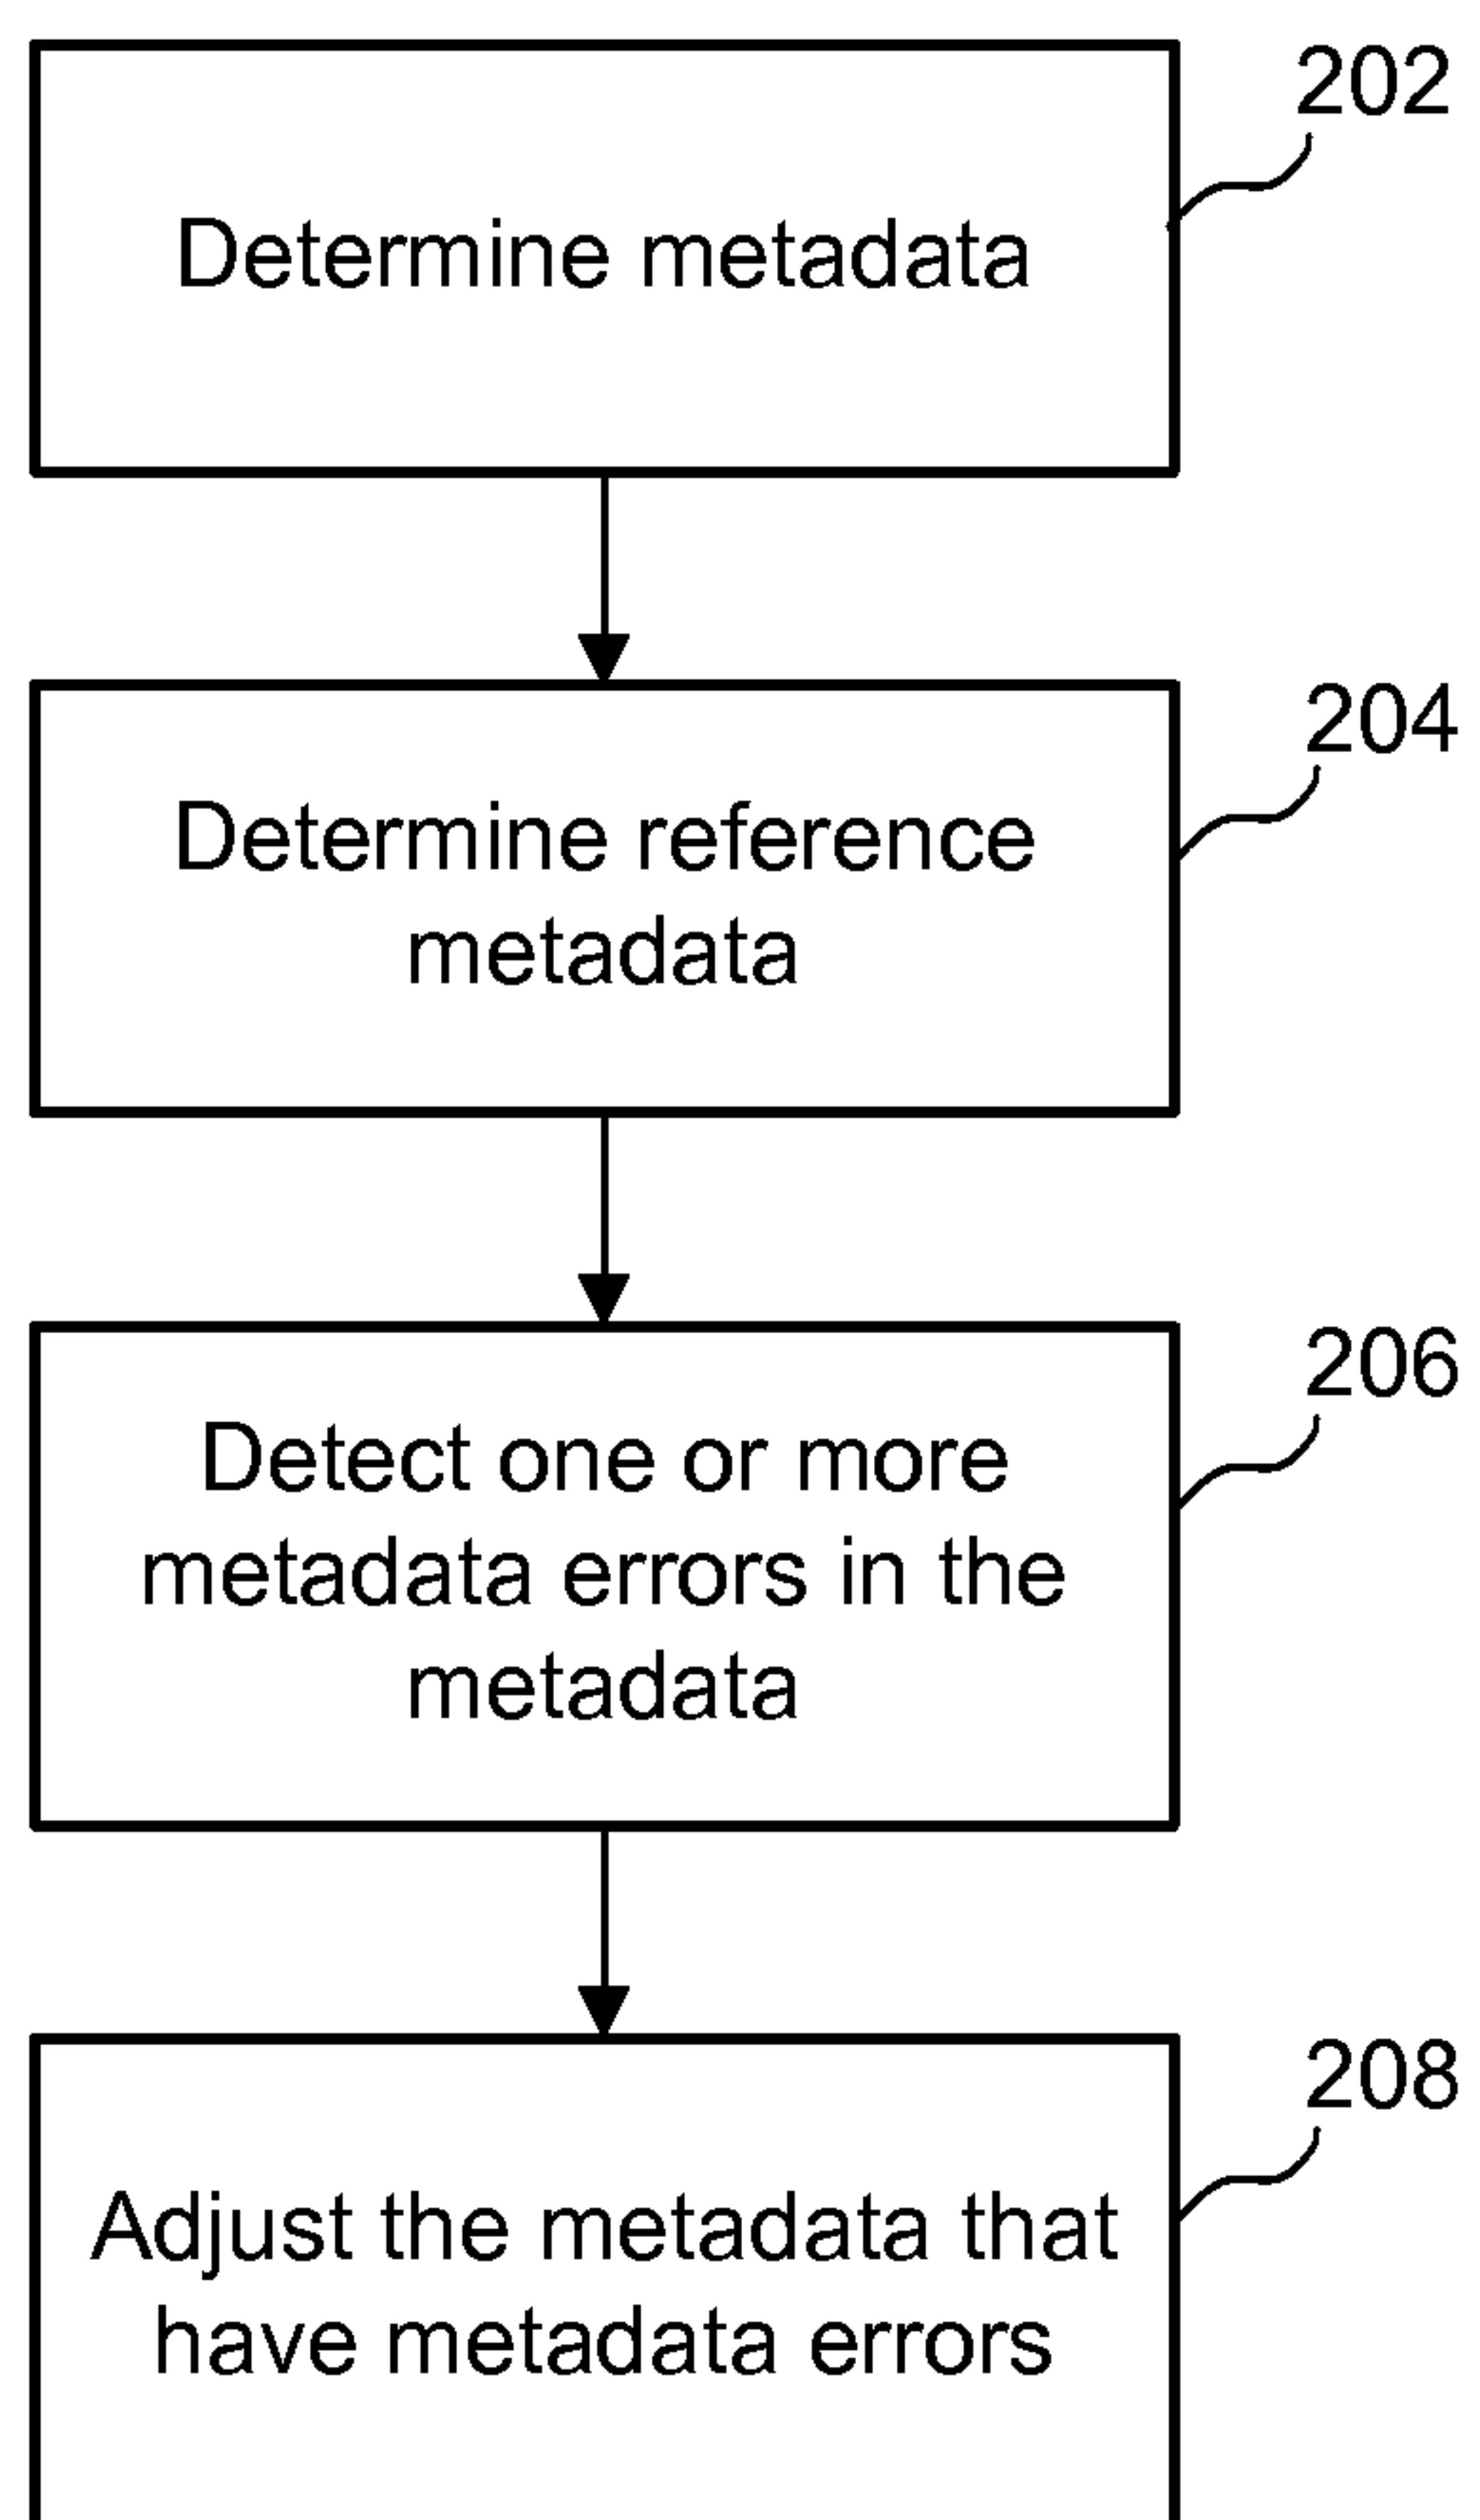 202
Determine metadata
204
Determine reference
metadata
206
Detect one or more
metadata errors in the
metadata
208
Adjust the metadata that
have metadata errors